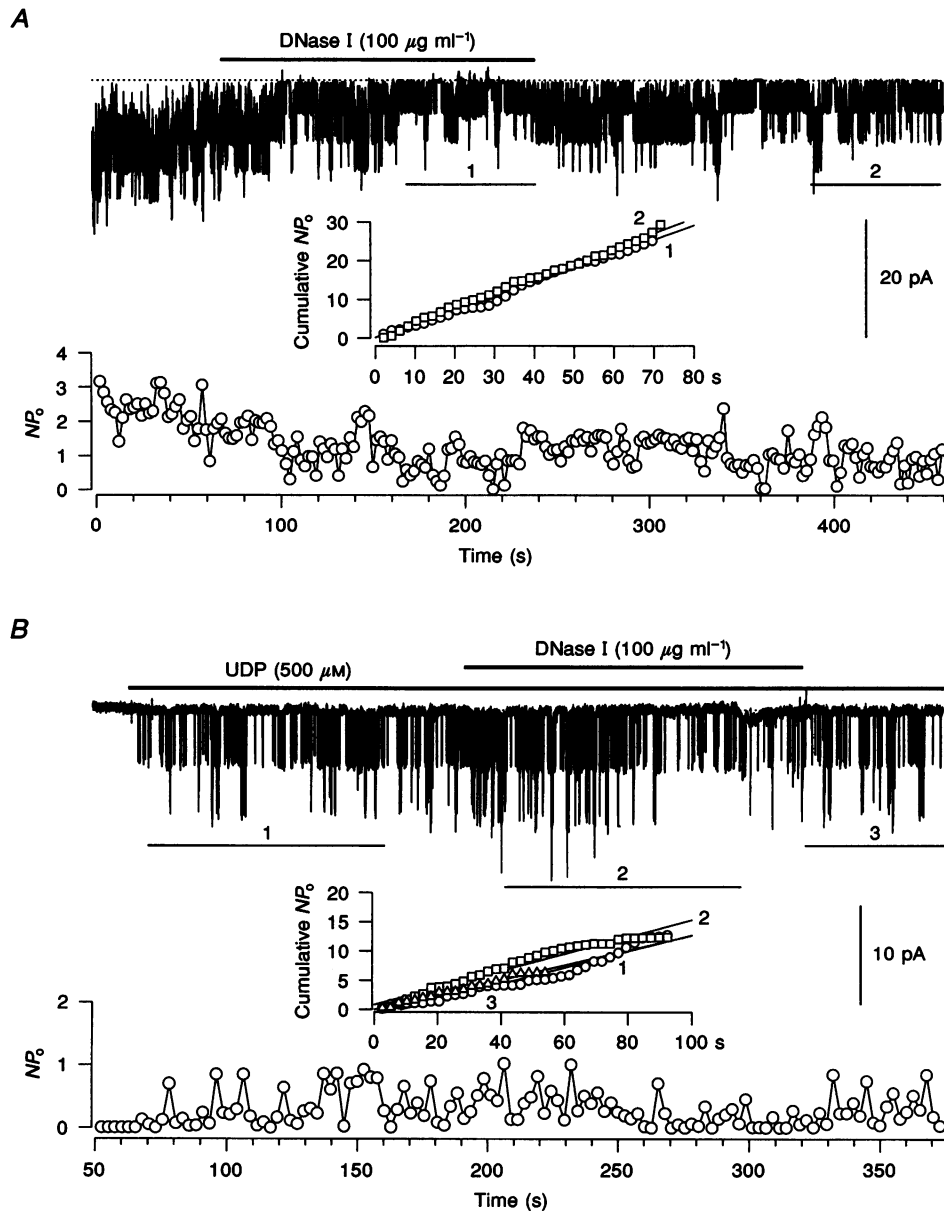 A
DNase I (100 µg ml⁻¹)
1
2
30
20
10
0
Cumulative NPₒ
2
1
0 10 20 30 40 50 60 70 80 s
20 pA
4
3
2
1
0
NPₒ
0 100 200 300 400
Time (s)
B
DNase I (100 µg ml⁻¹)
UDP (500 µM)
1
2
3
20
15
10
5
0
Cumulative NPₒ
2
1
3
0 20 40 60 80 100 s
10 pA
2
1
0
NPₒ
50 100 150 200 250 300 350
Time (s)